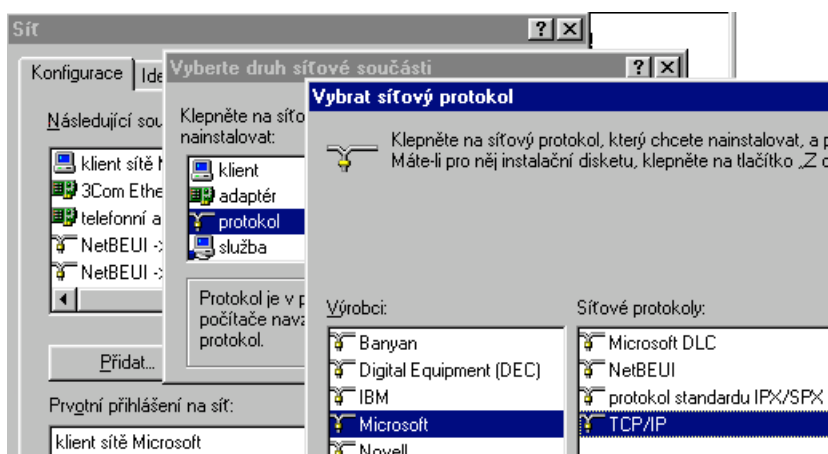 Síť
Konfigurace
Ide
Následující sou
klient sítě
3Com Ethe
telefonní a
NetBEUI ->
NetBEUI ->
Přidat...
Prvotní přihlášení na síť:
klient sítě Microsoft
Vyberte druh síťové součásti
Klepněte na síťo
nainstalovat:
klient
adaptér
protokol
služba
Protokol je v p
počítače navz
protokol.
Vybrat síťový protokol
Klepněte na síťový protokol, který chcete nainstalovat, a p
Máte-li pro něj instalační disketu, klepněte na tlačítko „Z d
Výrobci:
Banyan
Digital Equipment (DEC)
IBM
Microsoft
Novell
Síťové protokoly:
Microsoft DLC
NetBEUI
protokol standardu IPX/SPX
TCP/IP